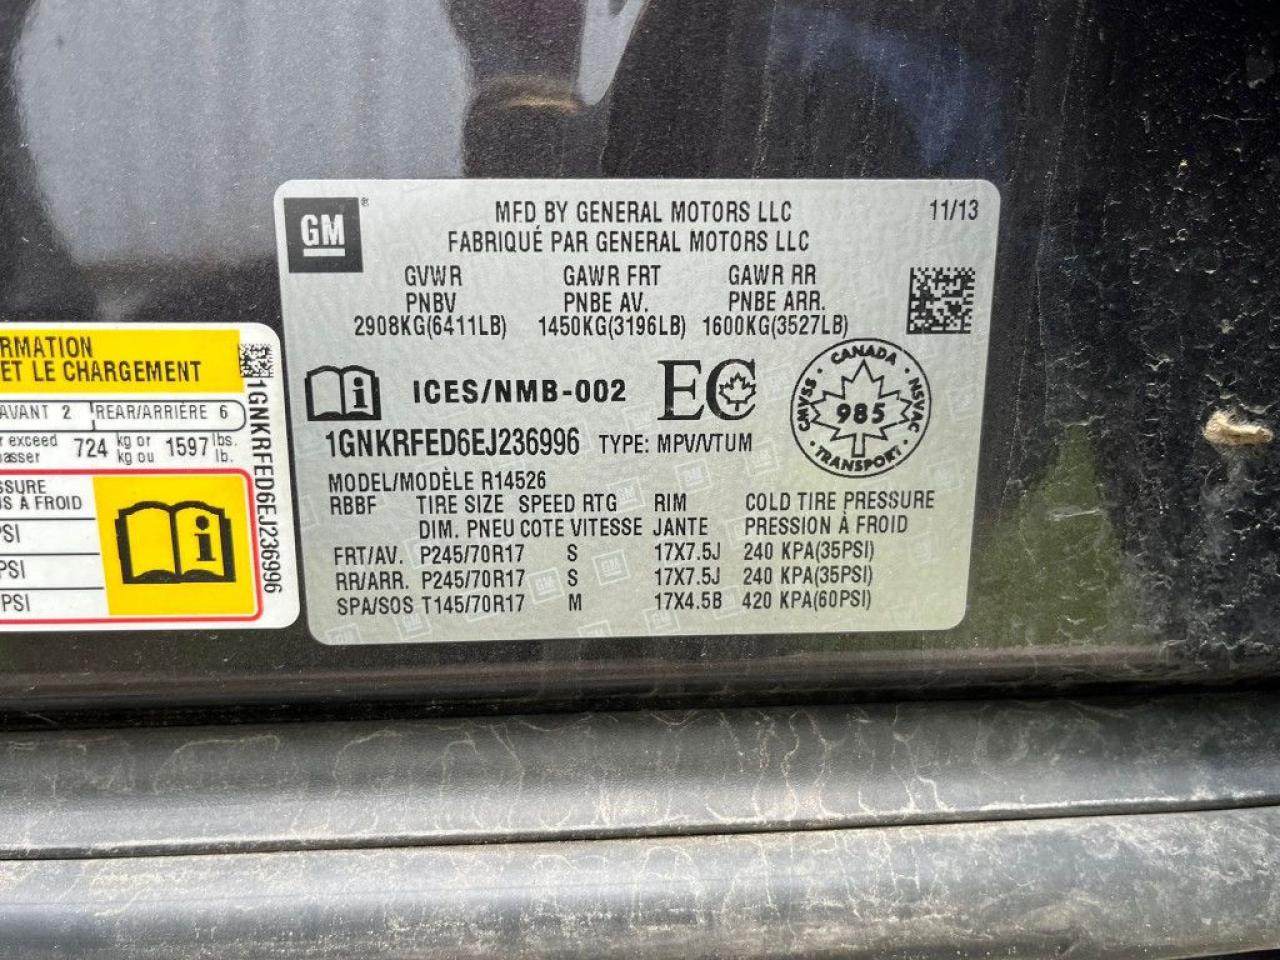 GM®
MFD BY GENERAL MOTORS LLC
11/13
FABRIQUÉ PAR GENERAL MOTORS LLC
GVWR GAWR FRT GAWR RR
PNBV PNBE AV. PNBE ARR.
2908KG(6411LB) 1450KG(3196LB) 1600KG(3527LB)
ICES/NMB-002 EC
CANADA
CMVSS 985 NSVAC
TRANSPORT
1GNKRFED6EJ236996 TYPE: MPV/VTUM
MODEL/MODÈLE R14526
RBBF TIRE SIZE SPEED RTG RIM COLD TIRE PRESSURE
DIM. PNEU COTE VITESSE JANTE PRESSION À FROID
FRT/AV. P245/70R17 S 17X7.5J 240 KPA(35PSI)
RR/ARR. P245/70R17 S 17X7.5J 240 KPA(35PSI)
SPA/SOS T145/70R17 M 17X4.5B 420 KPA(60PSI)
RMATION
ET LE CHARGEMENT
AVANT 2 REAR/ARRIÈRE 6
r exceed 724 kg or 1597 lbs.
asser kg ou lb.
SSURE
S À FROID
PSI
PSI
PSI
1GNKRFED6EJ236996